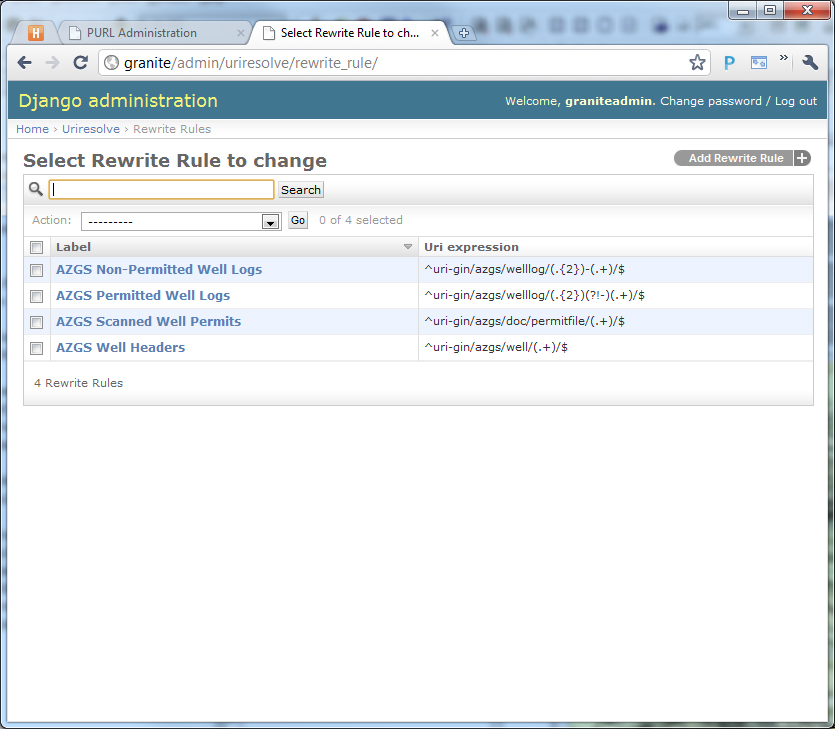 H PURL Administration × Select Rewrite Rule to ch... ×
granite/admin/uriresolve/rewrite_rule/ P »
Django administration Welcome, graniteadmin. Change password / Log out
Home › Uriresolve › Rewrite Rules
Select Rewrite Rule to change Add Rewrite Rule +
Search
Action: --------- Go 0 of 4 selected
Label Uri expression
AZGS Non-Permitted Well Logs ^uri-gin/azgs/welllog/(.{2})-(.+)/$
AZGS Permitted Well Logs ^uri-gin/azgs/welllog/(.{2})(?!-)(.+)/$
AZGS Scanned Well Permits ^uri-gin/azgs/doc/permitfile/(.+)/$
AZGS Well Headers ^uri-gin/azgs/well/(.+)/$
4 Rewrite Rules